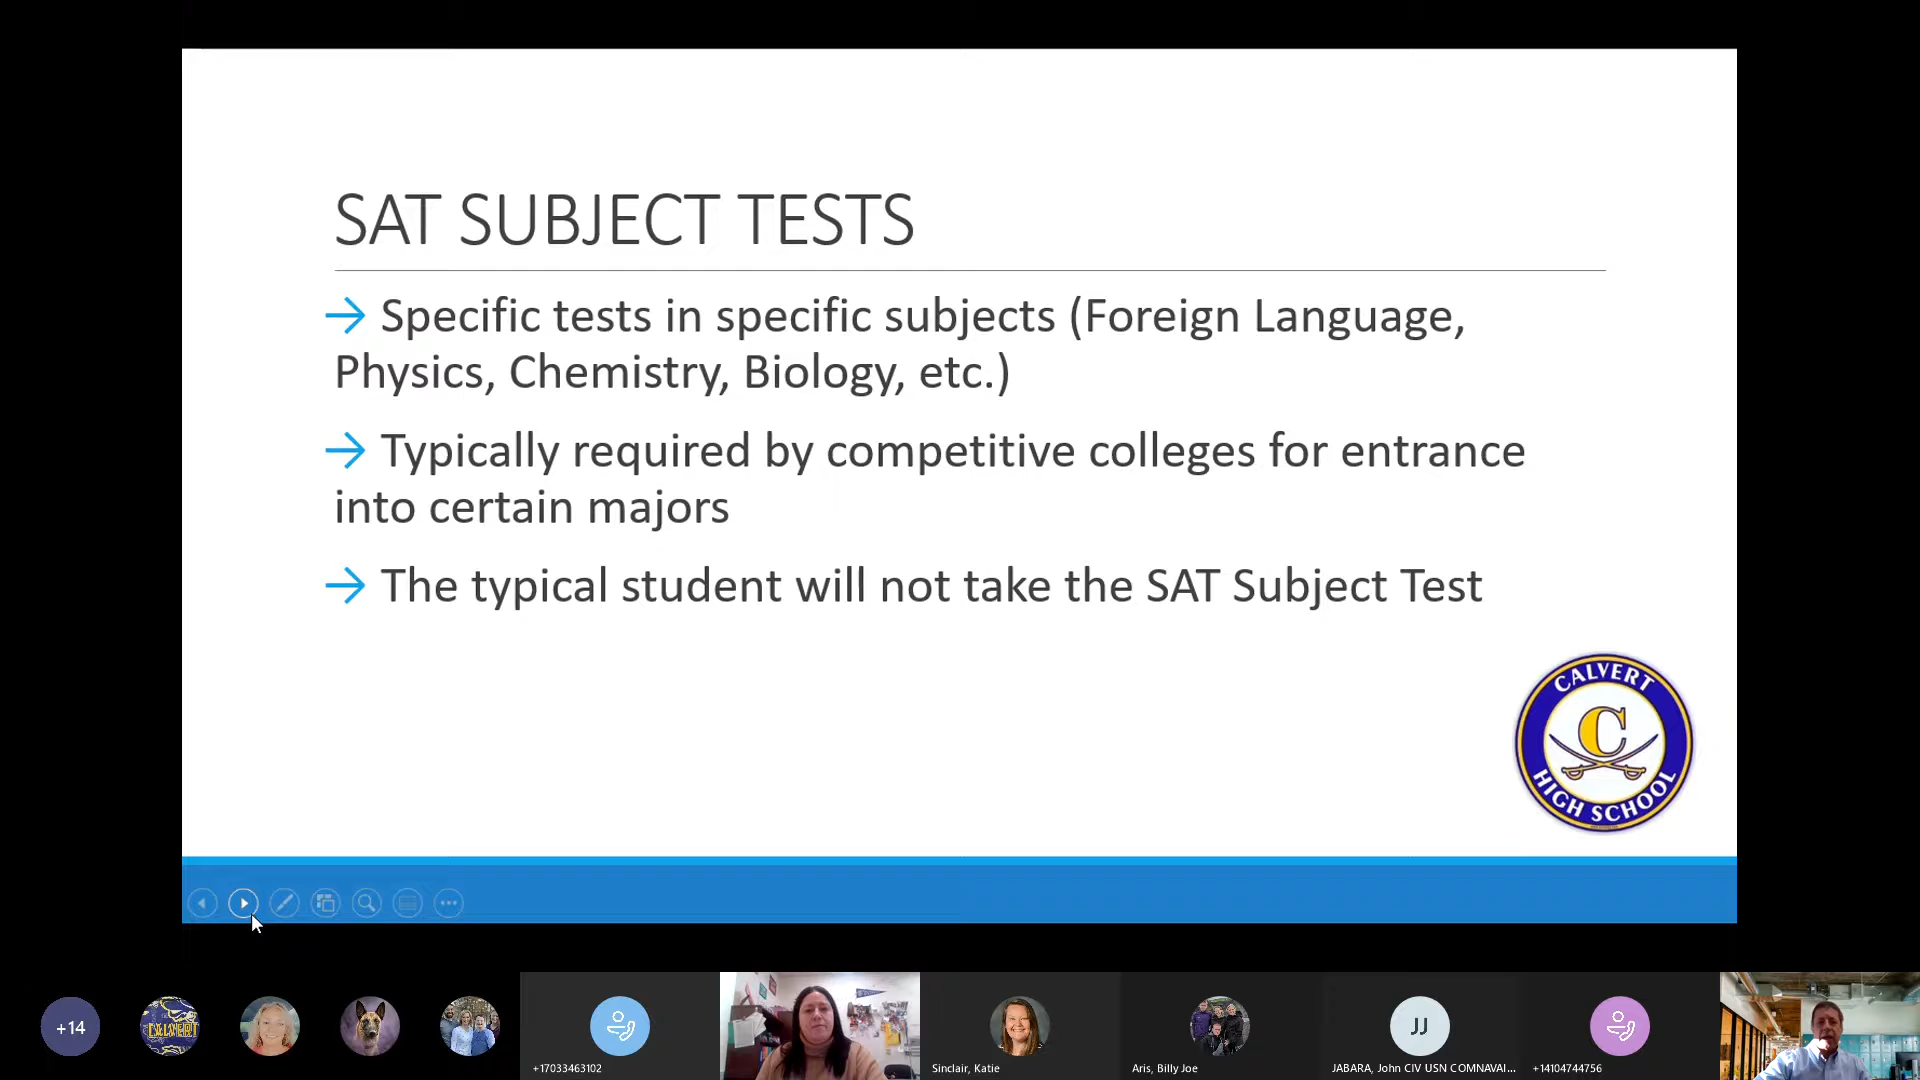 SAT SUBJECT TESTS
→ Specific tests in specific subjects (Foreign Language,
Physics, Chemistry, Biology, etc.)
→ Typically required by competitive colleges for entrance
into certain majors
→ The typical student will not take the SAT Subject Test
CALVERT
C
HIGH SCHOOL
+14
CALVERT
+17033463102
Sinclair, Katie
Aris, Billy Joe
JJ
JABARA, John CIV USN COMNAVAI...
+14104744756